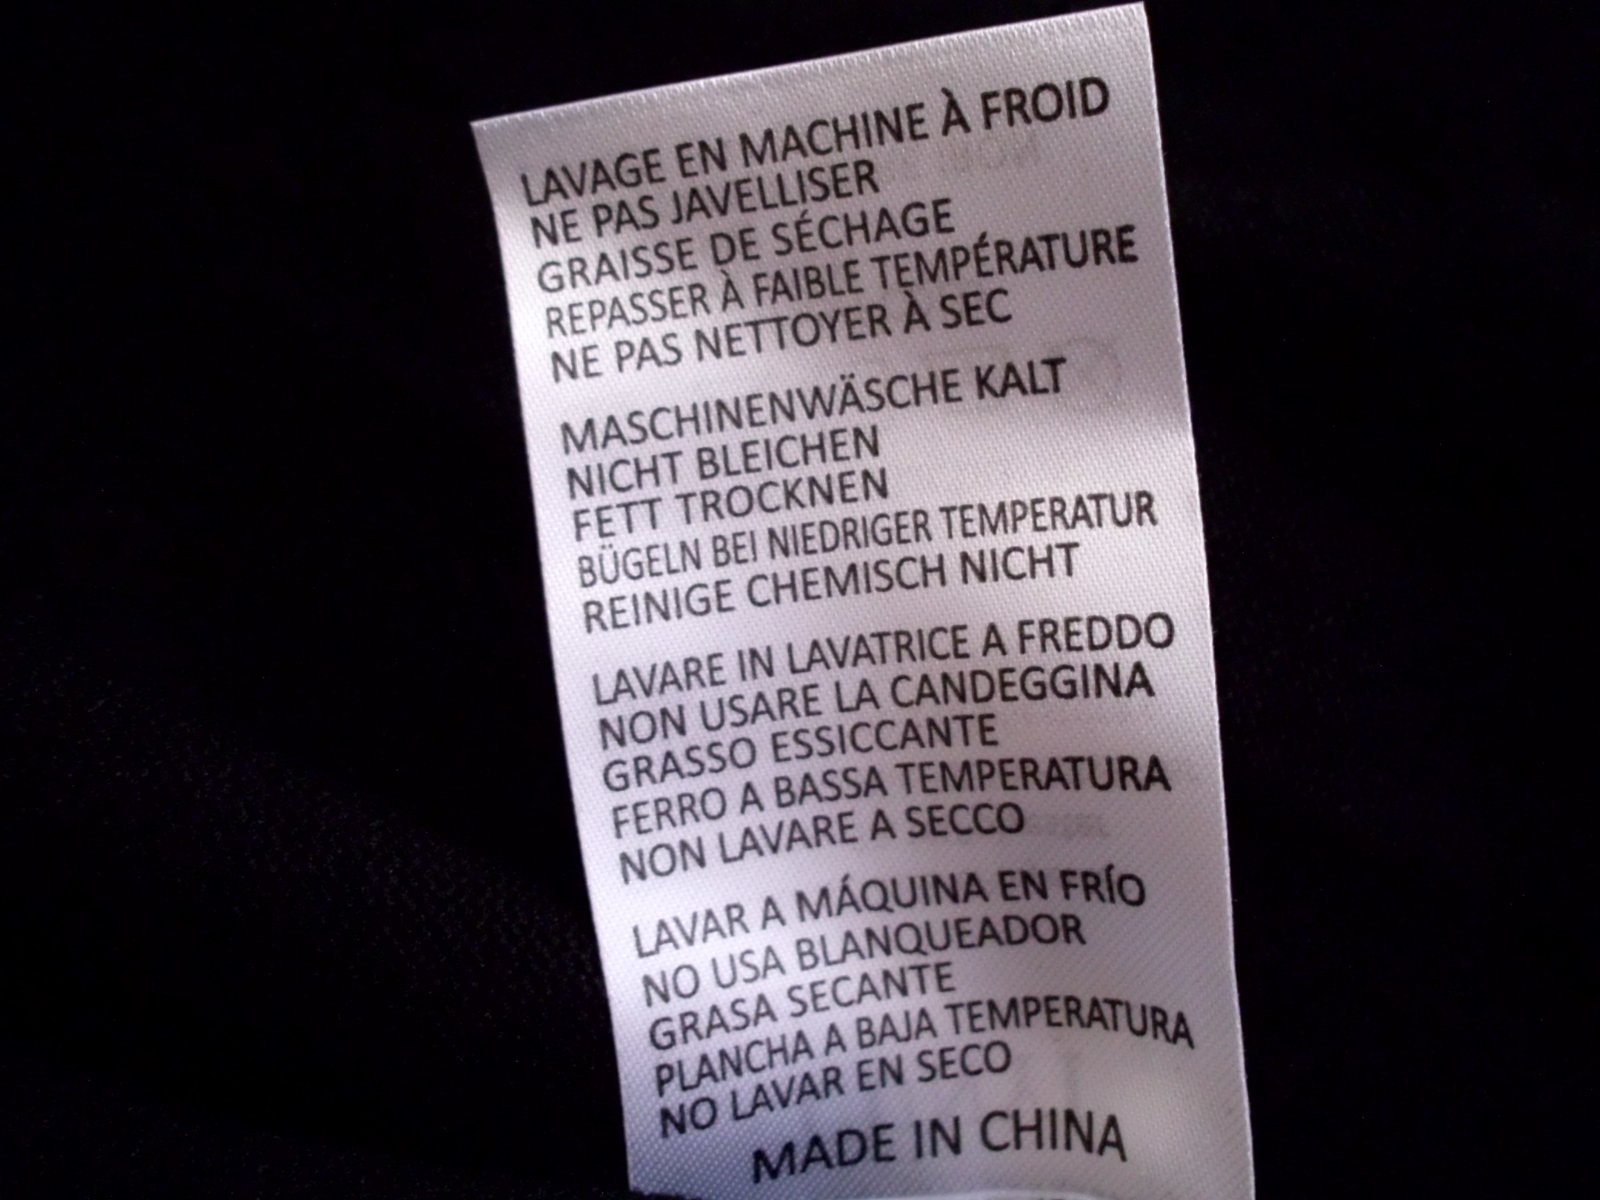 LAVAGE EN MACHINE À FROID
NE PAS JAVELLISER
GRAISSE DE SÉCHAGE
REPASSER À FAIBLE TEMPÉRATURE
NE PAS NETTOYER À SEC
MASCHINENWÄSCHE KALT
NICHT BLEICHEN
FETT TROCKNEN
BÜGELN BEI NIEDRIGER TEMPERATUR
REINIGE CHEMISCH NICHT
LAVARE IN LAVATRICE A FREDDO
NON USARE LA CANDEGGINA
GRASSO ESSICCANTE
FERRO A BASSA TEMPERATURA
NON LAVARE A SECCO
LAVAR A MÁQUINA EN FRÍO
NO USA BLANQUEADOR
GRASA SECANTE
PLANCHA A BAJA TEMPERATURA
NO LAVAR EN SECO
MADE IN CHINA